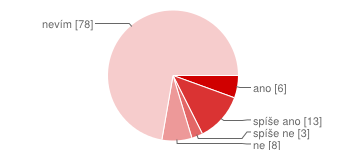 nevím [78]
ano [6]
spíše ano [13]
spíše ne [3]
ne [8]